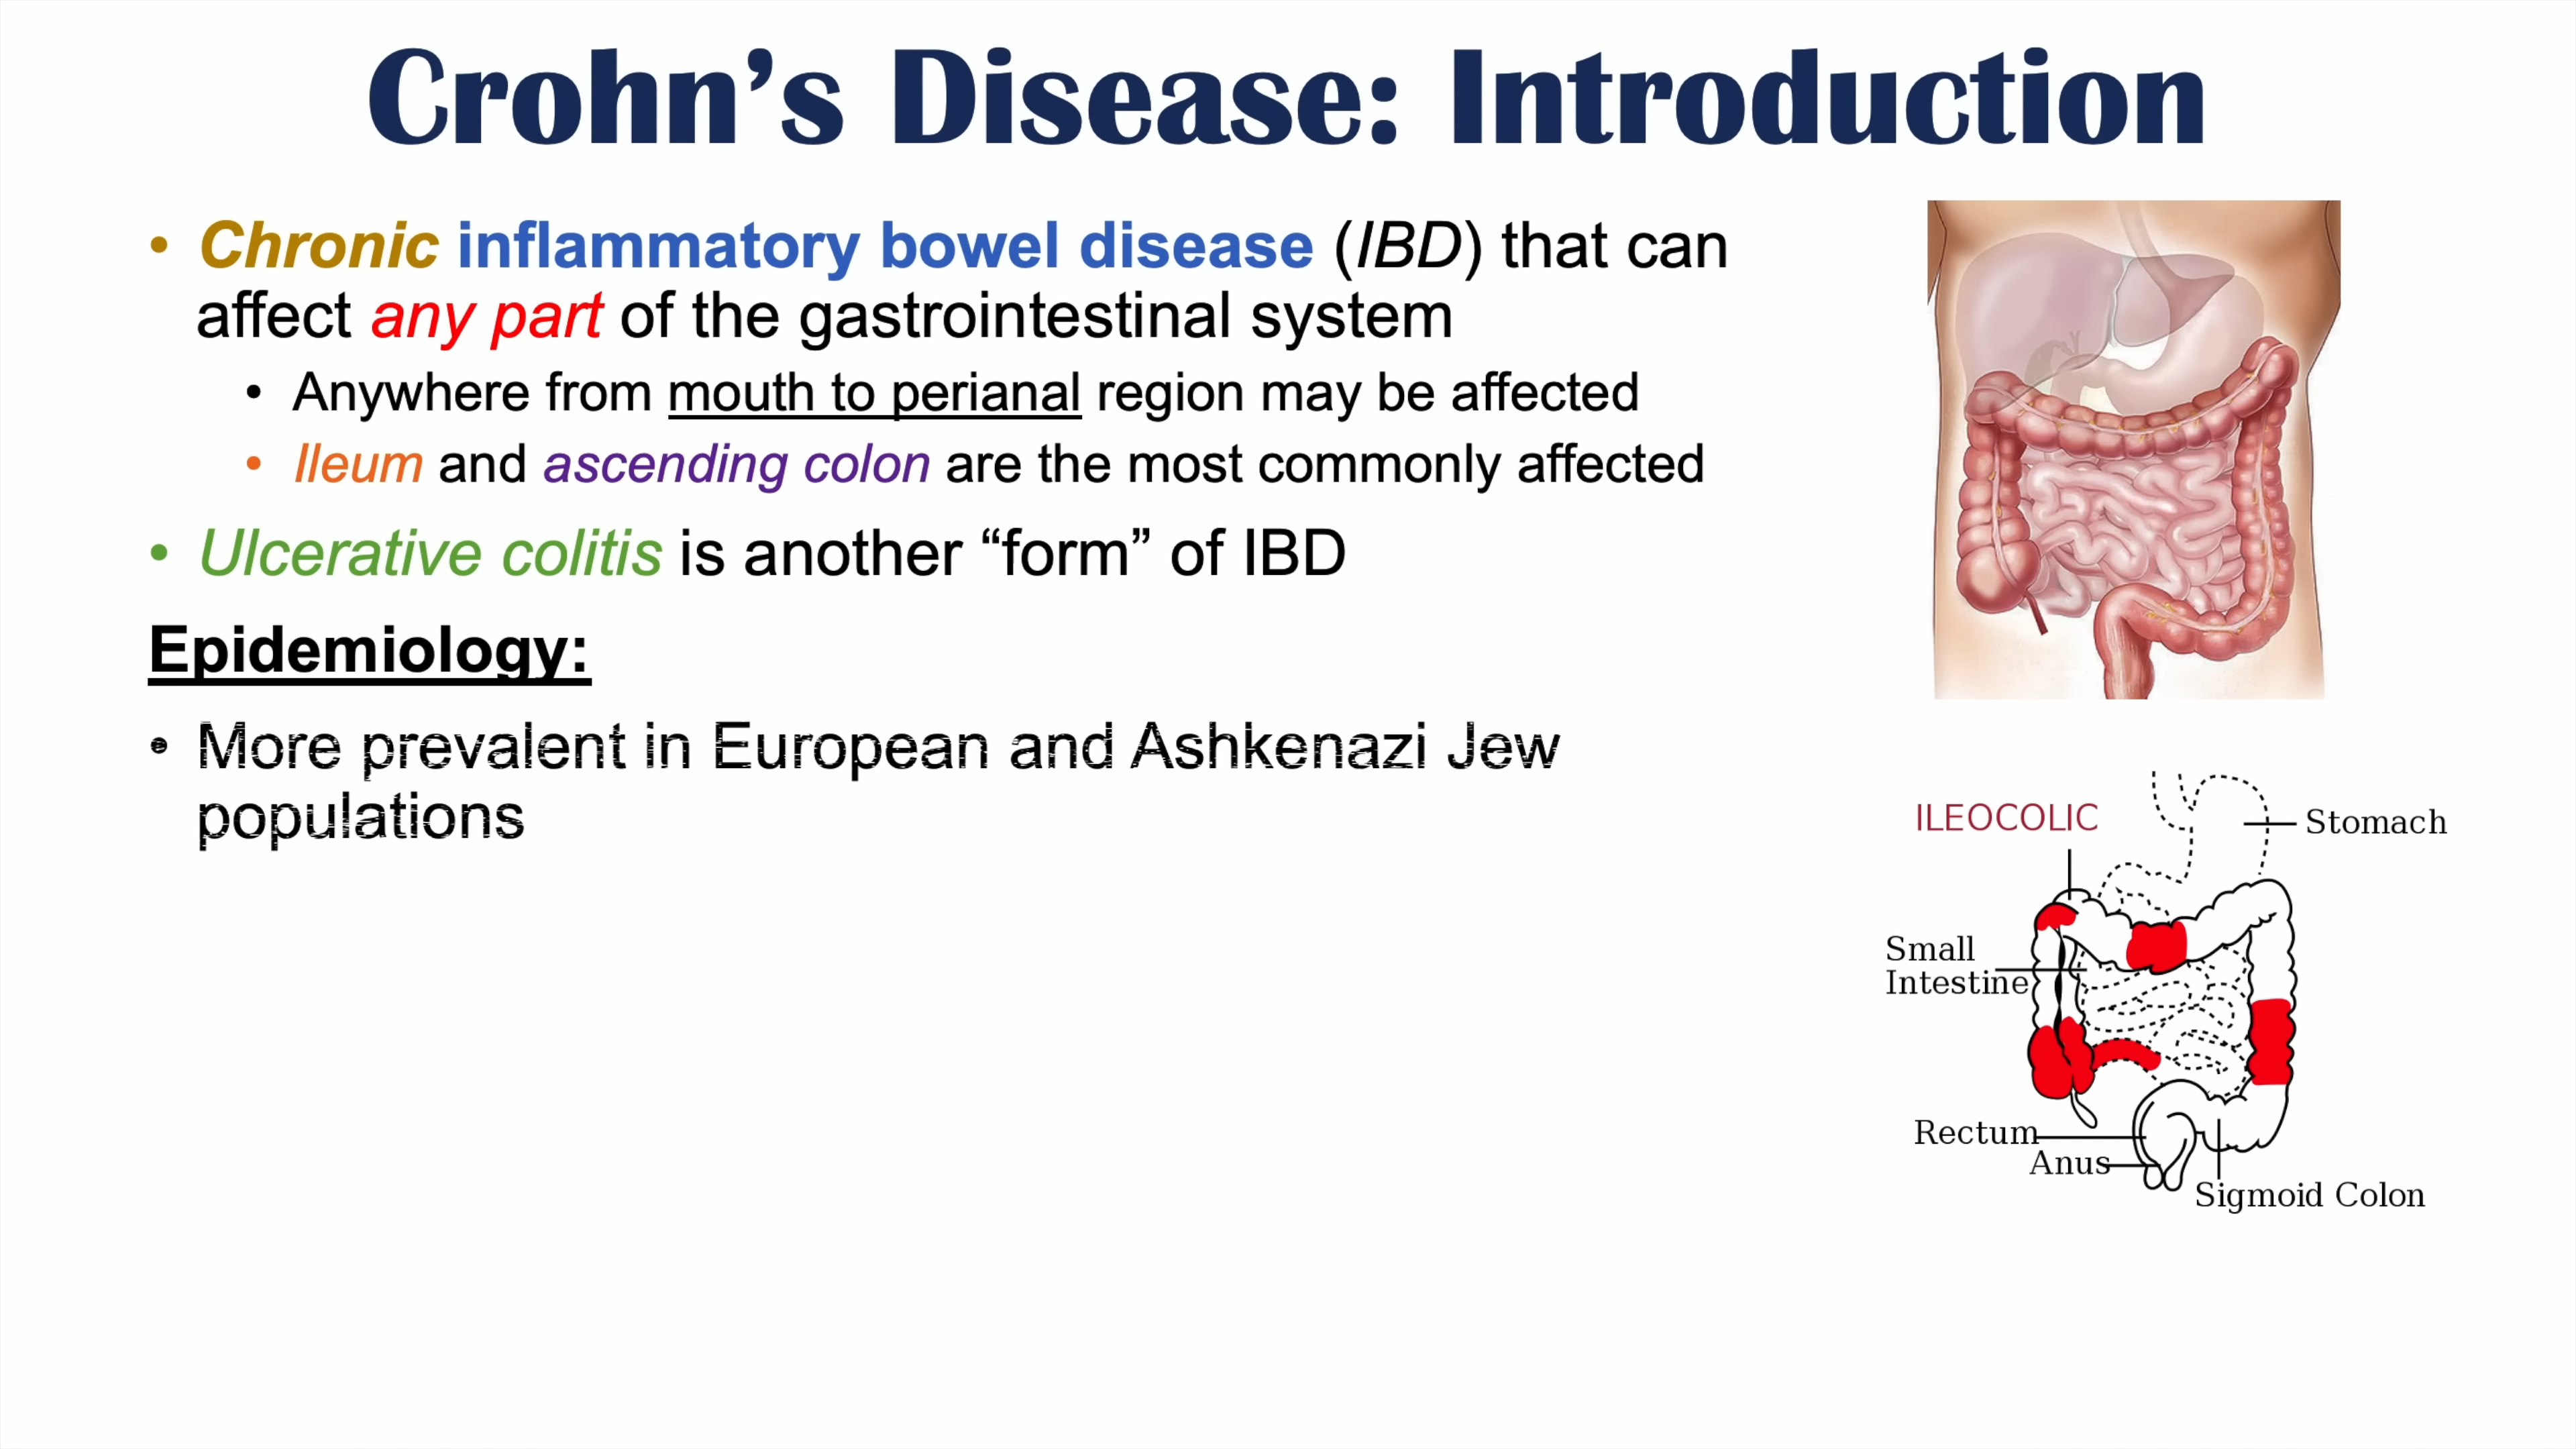 Crohn’s Disease: Introduction
• Chronic inflammatory bowel disease (IBD) that can
affect any part of the gastrointestinal system
• Anywhere from mouth to perianal region may be affected
• Ileum and ascending colon are the most commonly affected
• Ulcerative colitis is another “form” of IBD
Epidemiology:
• More prevalent in European and Ashkenazi Jew
populations
ILEOCOLIC
Stomach
Small
Intestine
Rectum
Anus
Sigmoid Colon